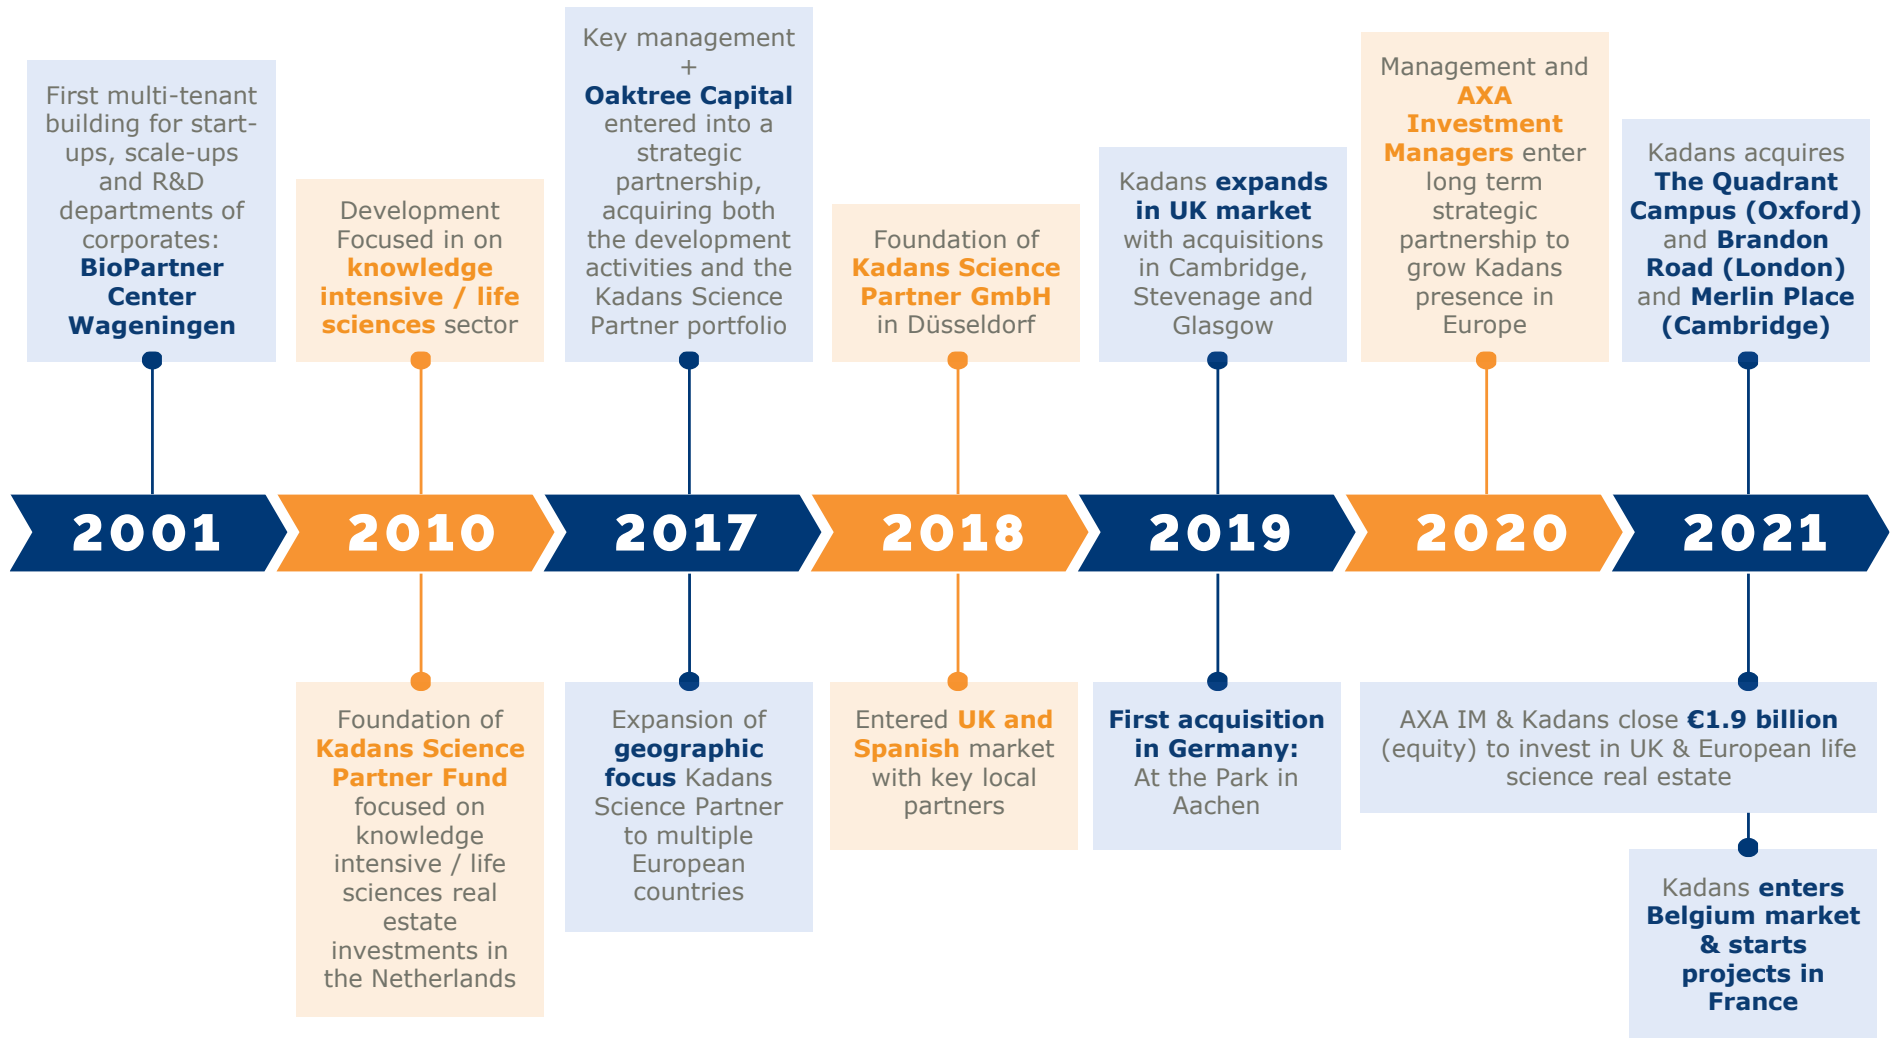 First multi-tenant
building for start-
ups, scale-ups
and R&D
departments of
corporates:
BioPartner
Center
Wageningen
Development
Focused in on
knowledge
intensive / life
sciences sector
Key management
+
Oaktree Capital
entered into a
strategic
partnership,
acquiring both
the development
activities and the
Kadans Science
Partner portfolio
Foundation of
Kadans Science
Partner GmbH
in Düsseldorf
Kadans expands
in UK market
with acquisitions
in Cambridge,
Stevenage and
Glasgow
Management and
AXA
Investment
Managers enter
long term
strategic
partnership to
grow Kadans
presence in
Europe
Kadans acquires
The Quadrant
Campus (Oxford)
and Brandon
Road (London)
and Merlin Place
(Cambridge)
2001
2010
2017
2018
2019
2020
2021
Foundation of
Kadans Science
Partner Fund
focused on
knowledge
intensive / life
sciences real
estate
investments in
the Netherlands
Expansion of
geographic
focus Kadans
Science Partner
to multiple
European
countries
Entered UK and
Spanish market
with key local
partners
First acquisition
in Germany:
At the Park in
Aachen
AXA IM & Kadans close €1.9 billion
(equity) to invest in UK & European life
science real estate
Kadans enters
Belgium market
& starts
projects in
France